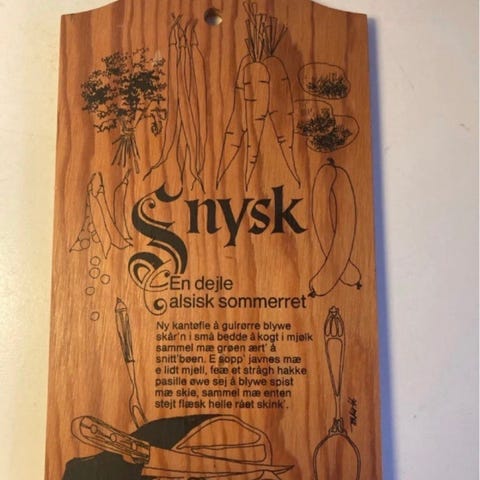 Snysk
En dejle
alsisk sommerret
Ny kantøfle å gulrørre blywe
skår'n i små bedde å kogt i mjølk
sammel mæ grøen ært' å
snitt'bøen. E sopp' javnes mæ
e lidt mjell, feæ et strågh hakke
pasille øwe sej å blywe spist
mæ skie, sammel mæ enten
stejt flæsk helle rået skink'.